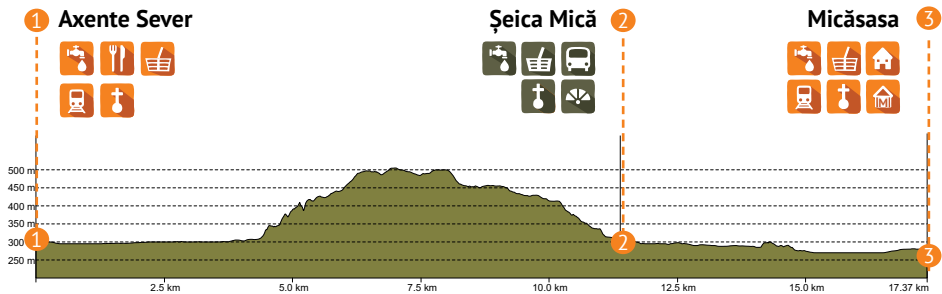 1 Axente Sever
Șeica Mică 2
Micăsasa 3
M
500 m
450 m
400 m
350 m
300 m
250 m
1
2
3
2.5 km
5.0 km
7.5 km
10.0 km
12.5 km
15.0 km
17.37 km